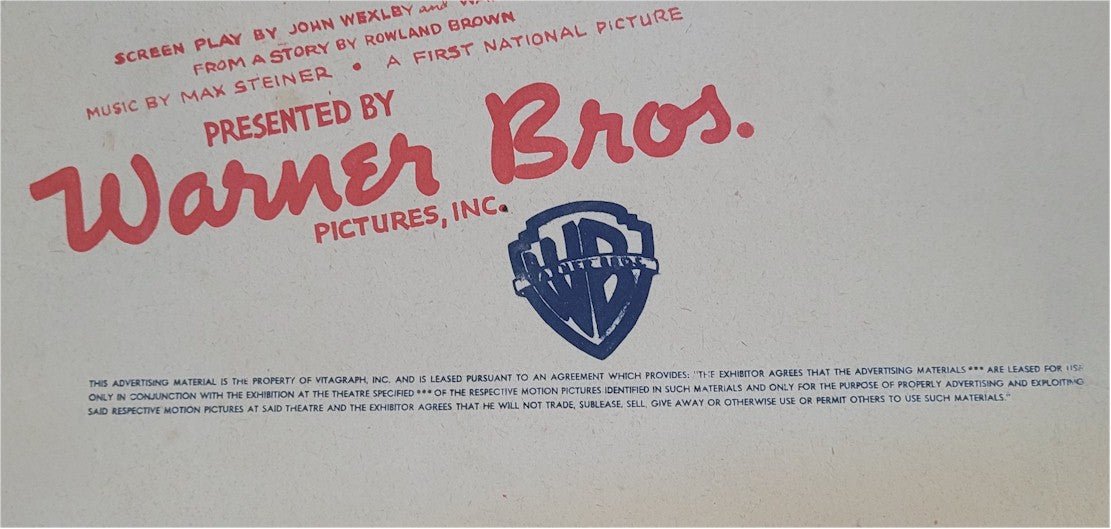 SCREEN PLAY BY JOHN WEXLEY and
FROM A STORY BY ROWLAND BROWN
MUSIC BY MAX STEINER • A FIRST NATIONAL PICTURE
PRESENTED BY
Warner Bros.
PICTURES, INC.
WB
WARNER BROS.
THIS ADVERTISING MATERIAL IS THE PROPERTY OF VITAGRAPH, INC. AND IS LEASED PURSUANT TO AN AGREEMENT WHICH PROVIDES: "THE EXHIBITOR AGREES THAT THE ADVERTISING MATERIALS *** ARE LEASED FOR USE
ONLY IN CONJUNCTION WITH THE EXHIBITION AT THE THEATRE SPECIFIED *** OF THE RESPECTIVE MOTION PICTURES IDENTIFIED IN SUCH MATERIALS AND ONLY FOR THE PURPOSE OF PROPERLY ADVERTISING AND EXPLOITING
SAID RESPECTIVE MOTION PICTURES AT SAID THEATRE AND THE EXHIBITOR AGREES THAT HE WILL NOT TRADE, SUBLEASE, SELL, GIVE AWAY OR OTHERWISE USE OR PERMIT OTHERS TO USE SUCH MATERIALS."